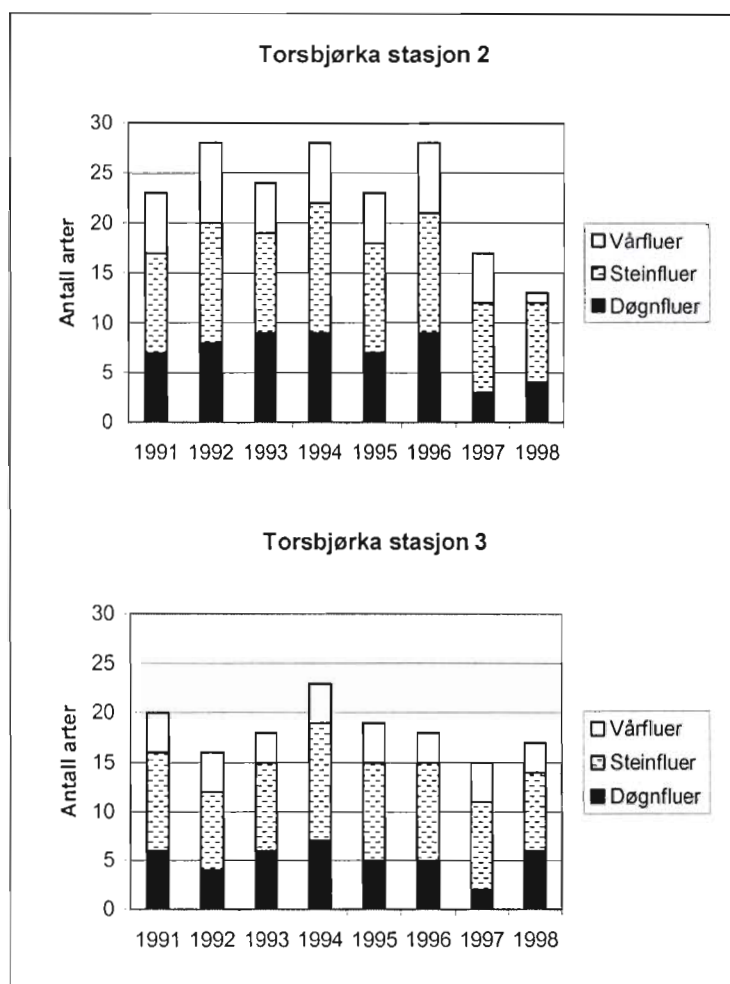 Torsbjørka stasjon 2
30
25
20
15
10
5
0
Antall arter
1991 1992 1993 1994 1995 1996 1997 1998
Vårfluer
Steinfluer
Døgnfluer
Torsbjørka stasjon 3
30
25
20
15
10
5
0
Antall arter
1991 1992 1993 1994 1995 1996 1997 1998
Vårfluer
Steinfluer
Døgnfluer